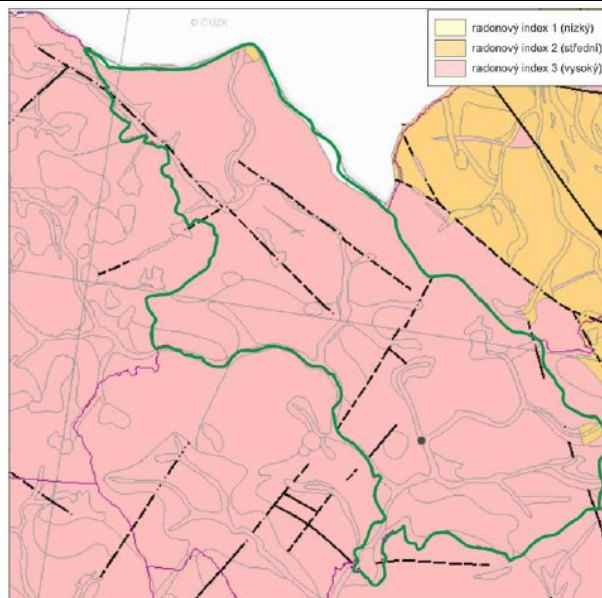 © ČÚZK
radonový index 1 (nízký)
radonový index 2 (střední)
radonový index 3 (vysoký)